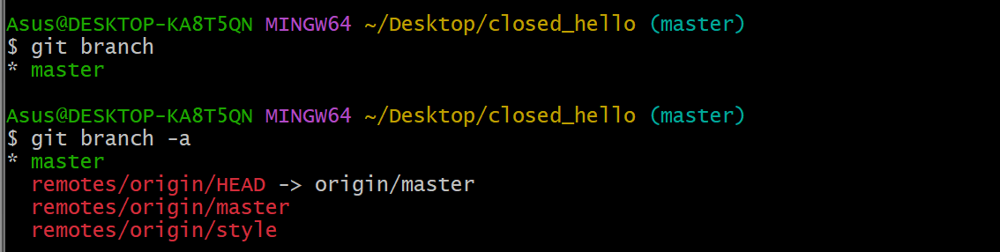 Asus@DESKTOP-KA8T5QN MINGW64 ~/Desktop/closed_hello (master)
$ git branch
* master
Asus@DESKTOP-KA8T5QN MINGW64 ~/Desktop/closed_hello (master)
$ git branch -a
* master
remotes/origin/HEAD -> origin/master
remotes/origin/master
remotes/origin/style